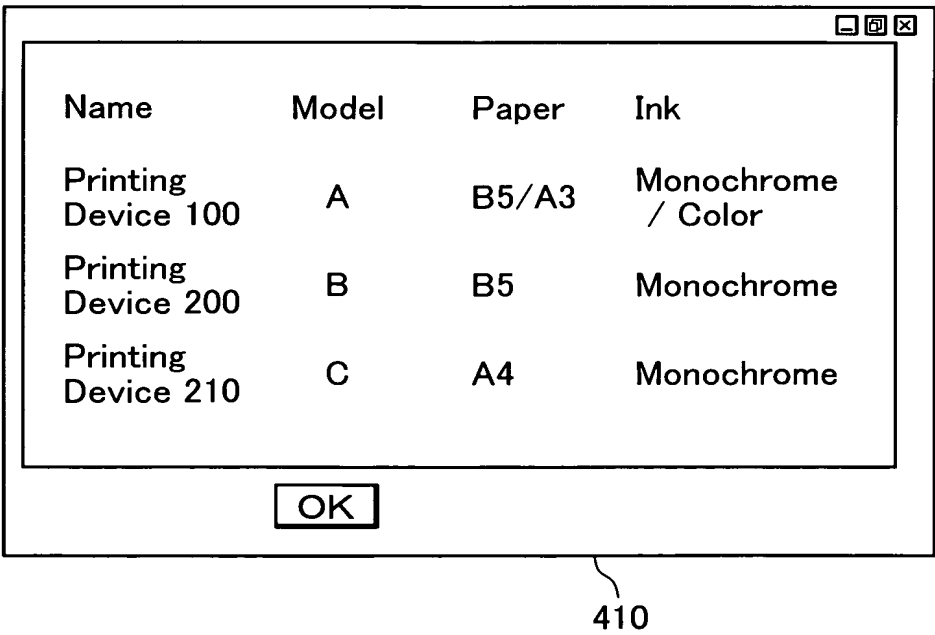 Name Model Paper Ink
Printing
Device 100 A B5/A3 Monochrome
/ Color
Printing
Device 200 B B5 Monochrome
Printing
Device 210 C A4 Monochrome
OK
410